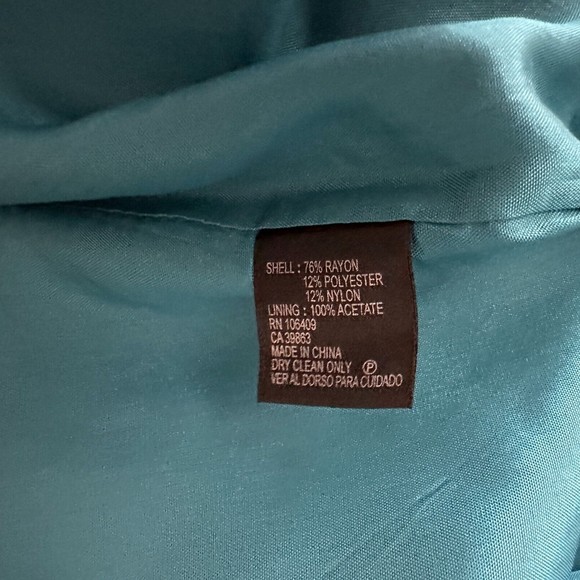 SHELL : 76% RAYON
12% POLYESTER
12% NYLON
LINING : 100% ACETATE
RN 106409
CA 39863
MADE IN CHINA
DRY CLEAN ONLY Ⓟ
VER AL DORSO PARA CUIDADO